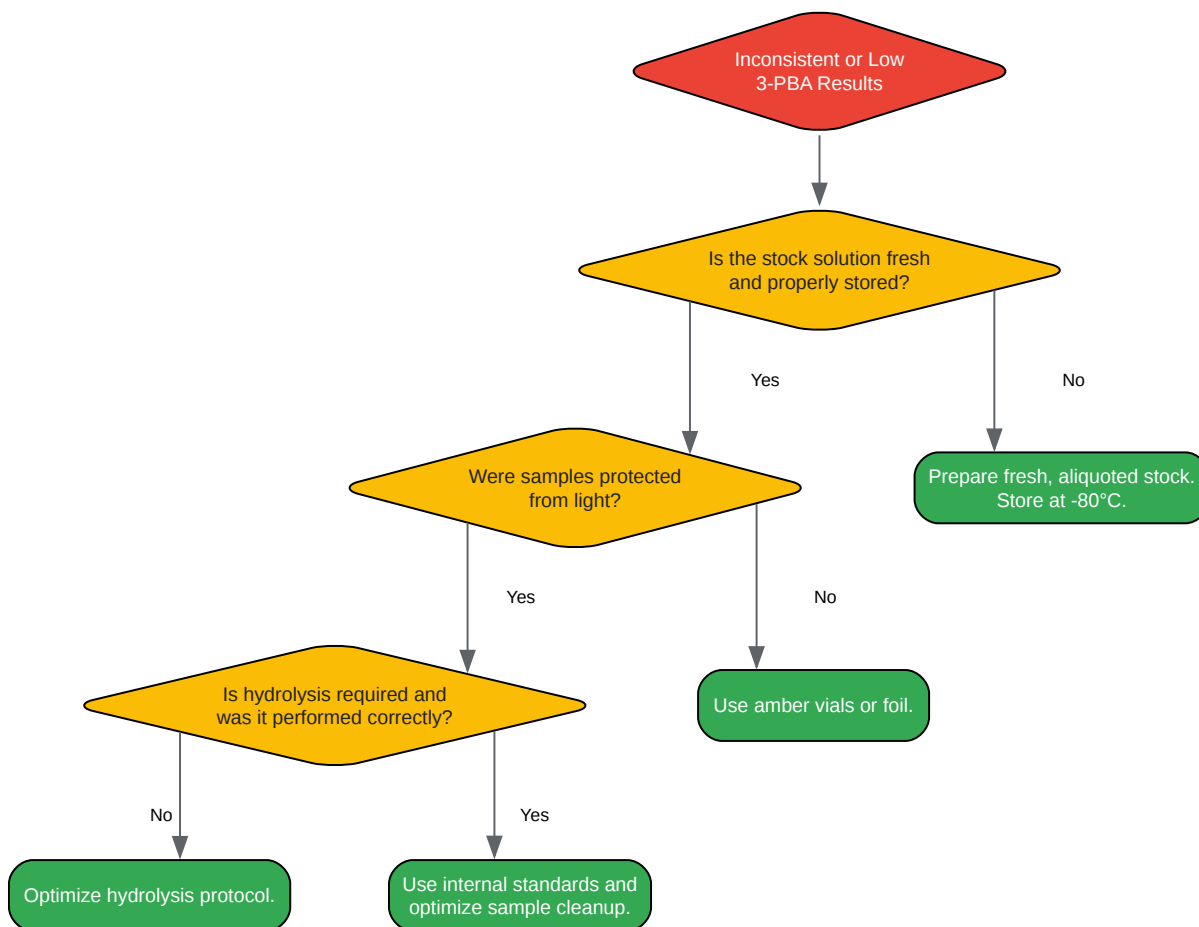 Inconsistent or Low
3-PBA Results
Is the stock solution fresh
and properly stored?
Yes
No
Were samples protected
from light?
Prepare fresh, aliquoted stock.
Store at -80°C.
Yes
No
Is hydrolysis required and
was it performed correctly?
Use amber vials or foil.
No
Yes
Optimize hydrolysis protocol.
Use internal standards and
optimize sample cleanup.